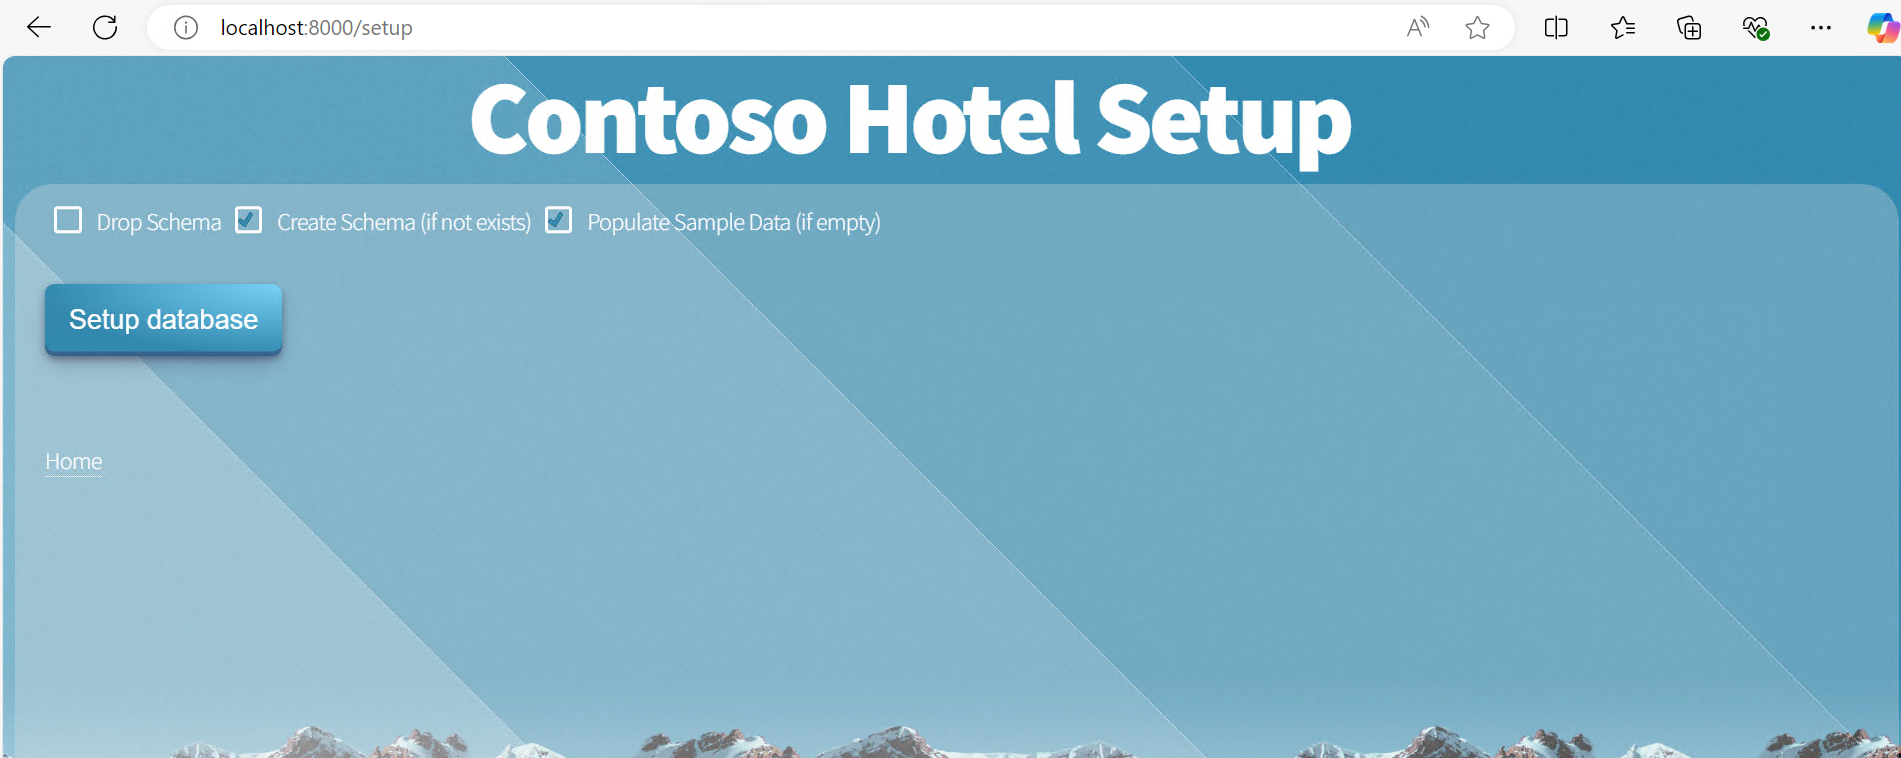 localhost:8000/setup
Contoso Hotel Setup
Drop Schema Create Schema (if not exists) Populate Sample Data (if empty)
Setup database
Home